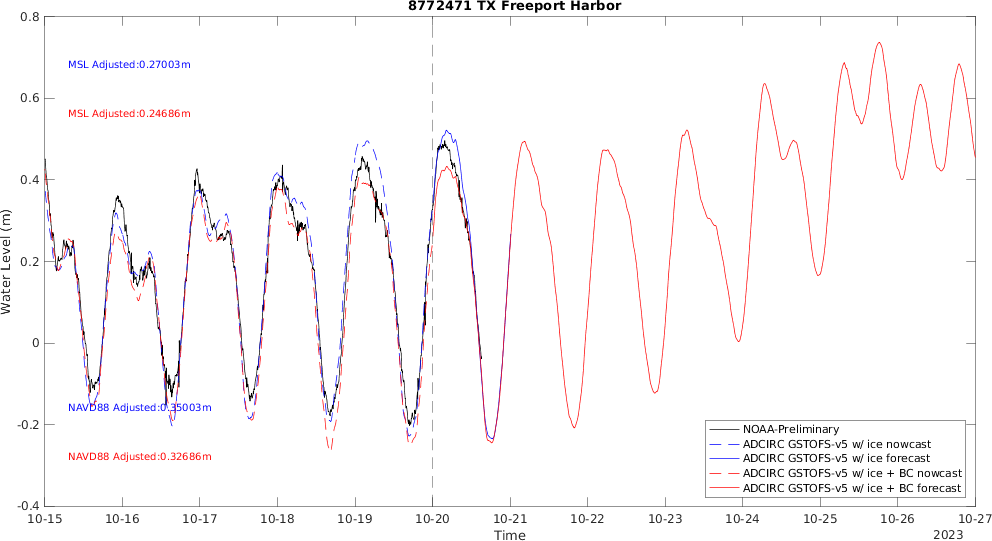 8772471 TX Freeport Harbor
0.8
0.6
0.4
0.2
0
-0.2
-0.4
Water Level (m)
MSL Adjusted:0.27003m
MSL Adjusted:0.24686m
NAVD88 Adjusted:0.35003m
NAVD88 Adjusted:0.32686m
NOAA-Preliminary
ADCIRC GSTOFS-v5 w/ ice nowcast
ADCIRC GSTOFS-v5 w/ ice forecast
ADCIRC GSTOFS-v5 w/ ice + BC nowcast
ADCIRC GSTOFS-v5 w/ ice + BC forecast
10-15 10-16 10-17 10-18 10-19 10-20 10-21 10-22 10-23 10-24 10-25 10-26 10-27
Time
2023